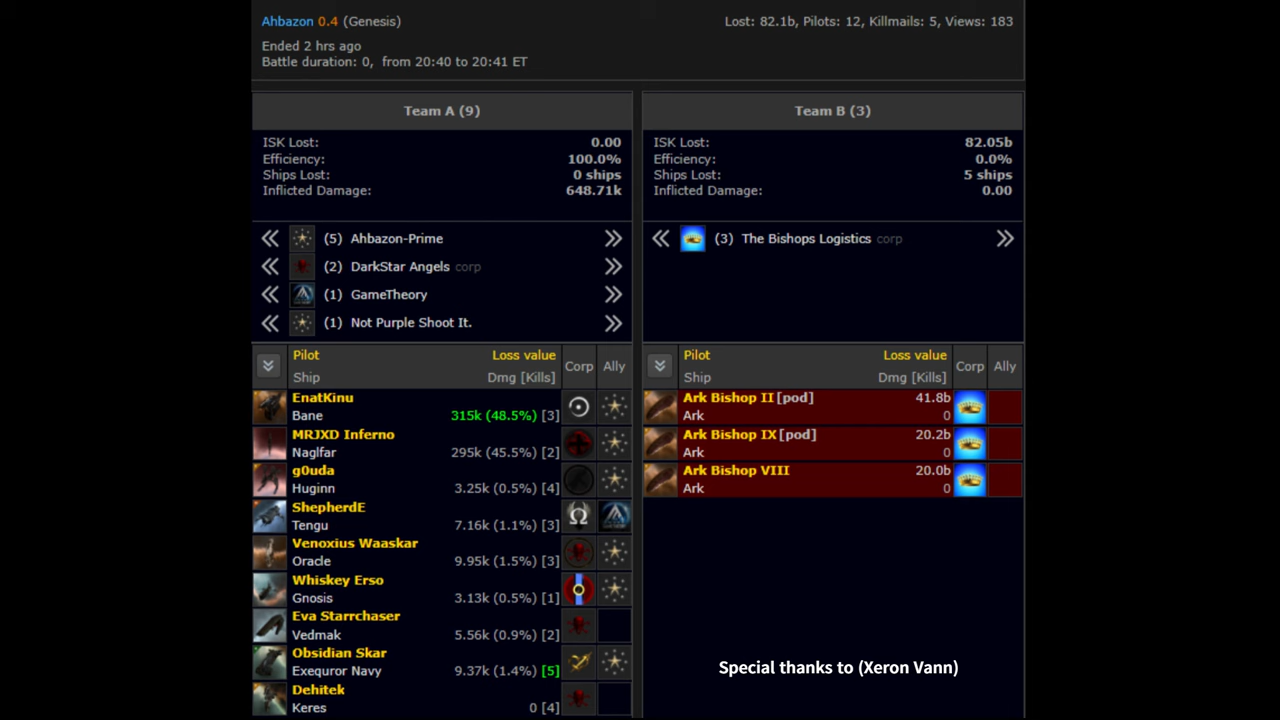 Ahbazon 0.4 (Genesis)
Lost: 82.1b, Pilots: 12, Killmails: 5, Views: 183
Ended 2 hrs ago
Battle duration: 0, from 20:40 to 20:41 ET
Team A (9)
ISK Lost: 0.00
Efficiency: 100.0%
Ships Lost: 0 ships
Inflicted Damage: 648.71k
(5) Ahbazon-Prime
(2) DarkStar Angels corp
(1) GameTheory
(1) Not Purple Shoot It.
Pilot Loss value
Ship Dmg [Kills] Corp Ally
EnatKinu
Bane 315k (48.5%) [3]
MRJXD Inferno
Naglfar 295k (45.5%) [2]
g0uda
Huginn 3.25k (0.5%) [4]
ShepherdE
Tengu 7.16k (1.1%) [3]
Venoxius Waaskar
Oracle 9.95k (1.5%) [3]
Whiskey Erso
Gnosis 3.13k (0.5%) [1]
Eva Starrchaser
Vedmak 5.56k (0.9%) [2]
Obsidian Skar
Exequror Navy 9.37k (1.4%) [5]
Dehitek
Keres 0 [4]
Team B (3)
ISK Lost: 82.05b
Efficiency: 0.0%
Ships Lost: 5 ships
Inflicted Damage: 0.00
(3) The Bishops Logistics corp
Pilot Loss value
Ship Dmg [Kills] Corp Ally
Ark Bishop II [pod] 41.8b
Ark 0
Ark Bishop IX [pod] 20.2b
Ark 0
Ark Bishop VIII 20.0b
Ark 0
Special thanks to (Xeron Vann)